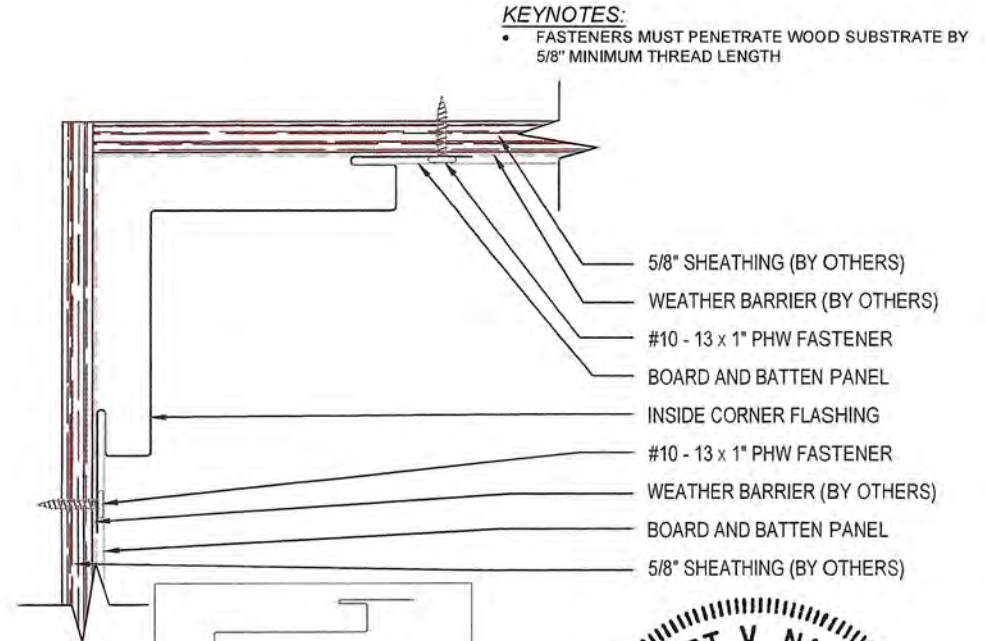 KEYNOTES:
• FASTENERS MUST PENETRATE WOOD SUBSTRATE BY
5/8" MINIMUM THREAD LENGTH
5/8" SHEATHING (BY OTHERS)
WEATHER BARRIER (BY OTHERS)
#10 - 13 x 1" PHW FASTENER
BOARD AND BATTEN PANEL
INSIDE CORNER FLASHING
#10 - 13 x 1" PHW FASTENER
WEATHER BARRIER (BY OTHERS)
BOARD AND BATTEN PANEL
5/8" SHEATHING (BY OTHERS)